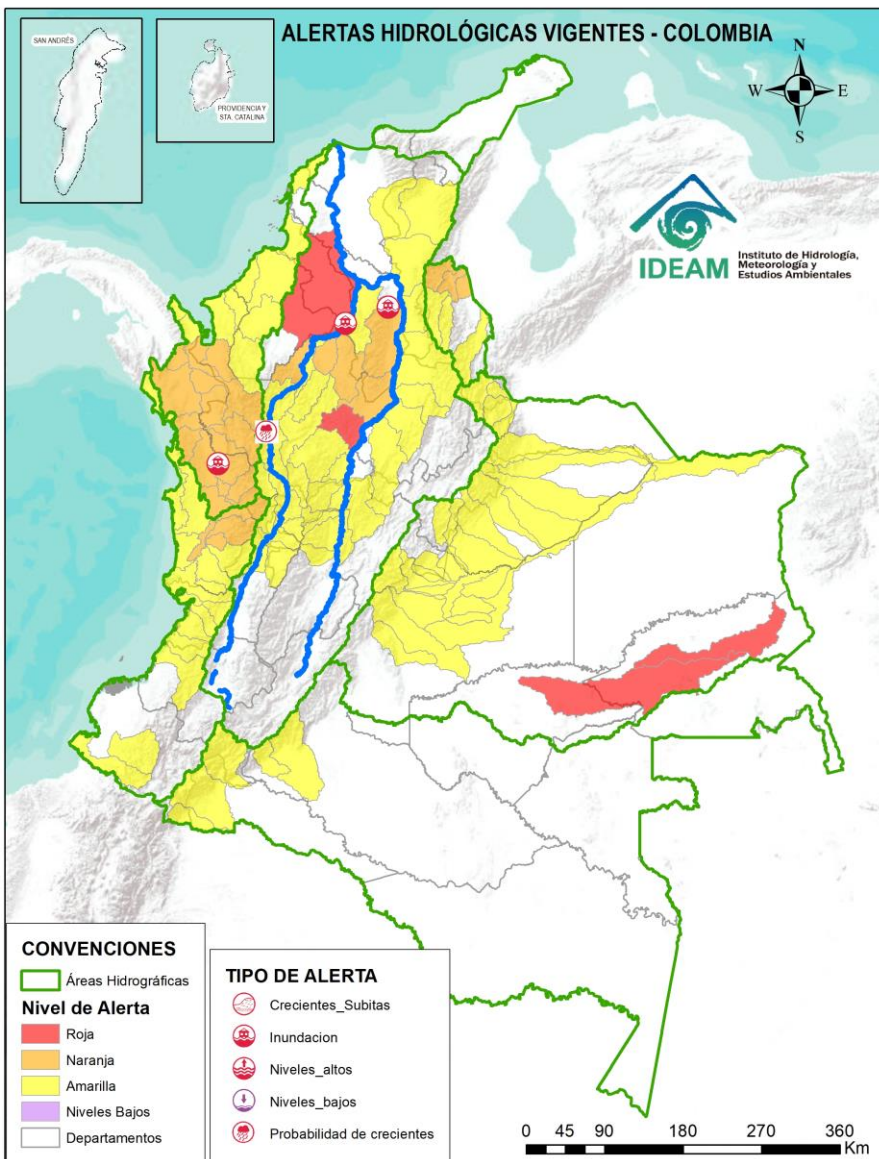 SAN ANDRÉS
PROVIDENCIA Y
STA. CATALINA
ALERTAS HIDROLÓGICAS VIGENTES - COLOMBIA
N
W
E
S
IDEAM
Instituto de Hidrología,
Meteorología y
Estudios Ambientales
CONVENCIONES
Áreas Hidrográficas
Nivel de Alerta
Roja
Naranja
Amarilla
Niveles Bajos
Departamentos
TIPO DE ALERTA
Crecientes_Subitas
Inundacion
Niveles_altos
Niveles_bajos
Probabilidad de crecientes
0 45 90 180 270 360
Km